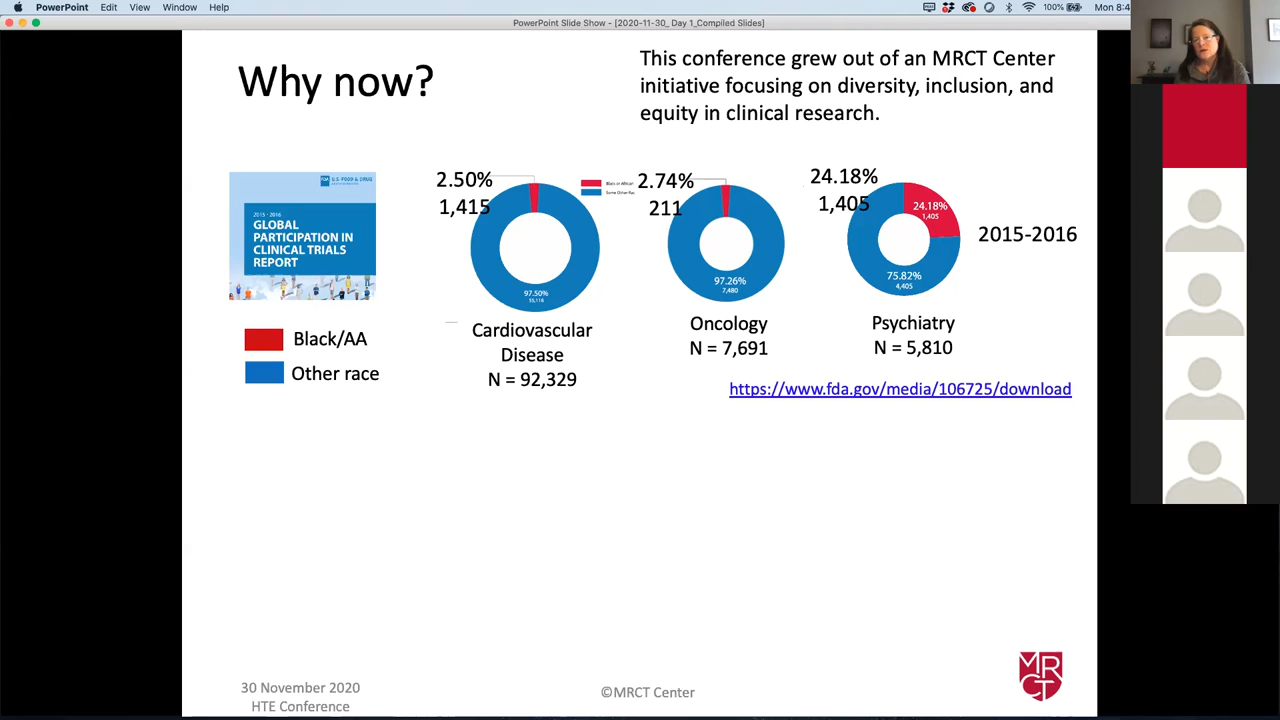 PowerPoint Edit View Window Help
100%
Mon 8:4
PowerPoint Slide Show - [2020-11-30_ Day 1_Compiled Slides]
Why now?
This conference grew out of an MRCT Center
initiative focusing on diversity, inclusion, and
equity in clinical research.
U.S. FOOD & DRUG
2015 - 2016
GLOBAL
PARTICIPATION IN
CLINICAL TRIALS
REPORT
Black/AA
Other race
2.50%
1,415
97.50%
Cardiovascular
Disease
N = 92,329
Black or African
Some Other Rac
2.74%
211
97.26%
7,480
Oncology
N = 7,691
24.18%
1,405
24.18%
1,405
75.82%
4,405
Psychiatry
N = 5,810
2015-2016
https://www.fda.gov/media/106725/download
30 November 2020
HTE Conference
©MRCT Center
MR
CT